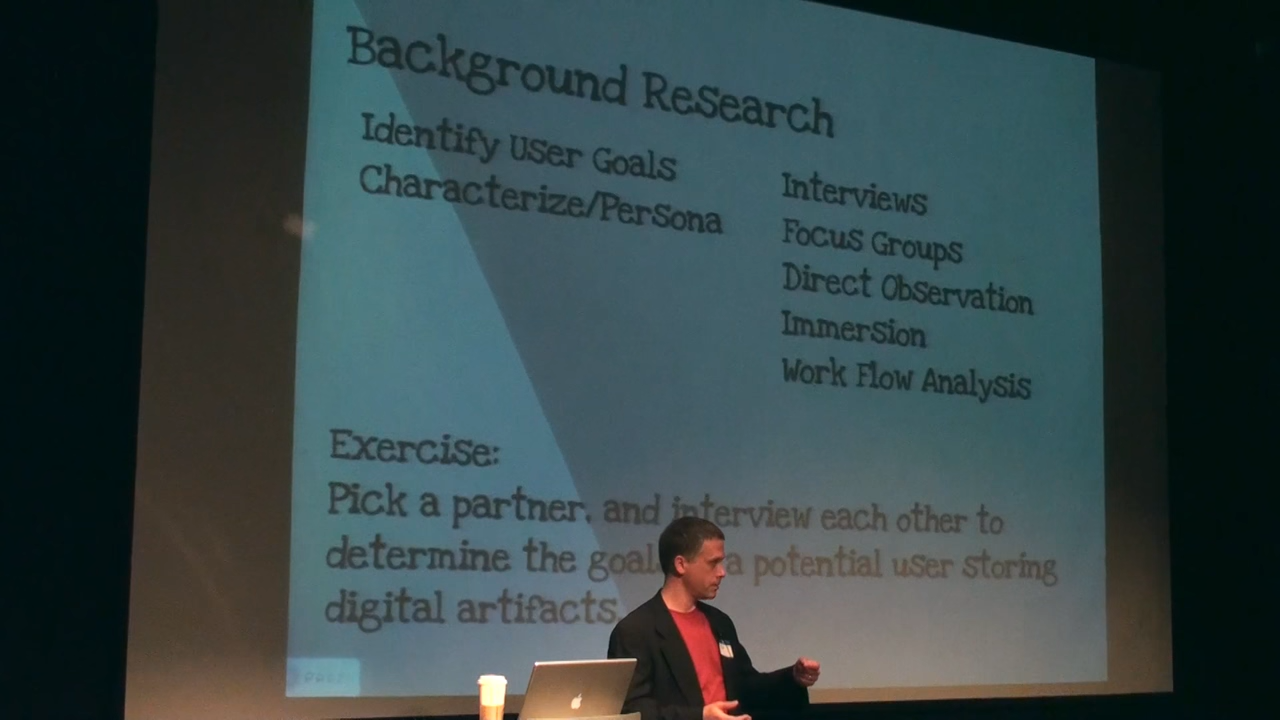 Background Research
Identify User Goals
Characterize/Persona
Interviews
Focus Groups
Direct Observation
Immersion
Work Flow Analysis
Exercise:
Pick a partner, and interview each other to
determine the goal a potential user storing
digital artifacts.